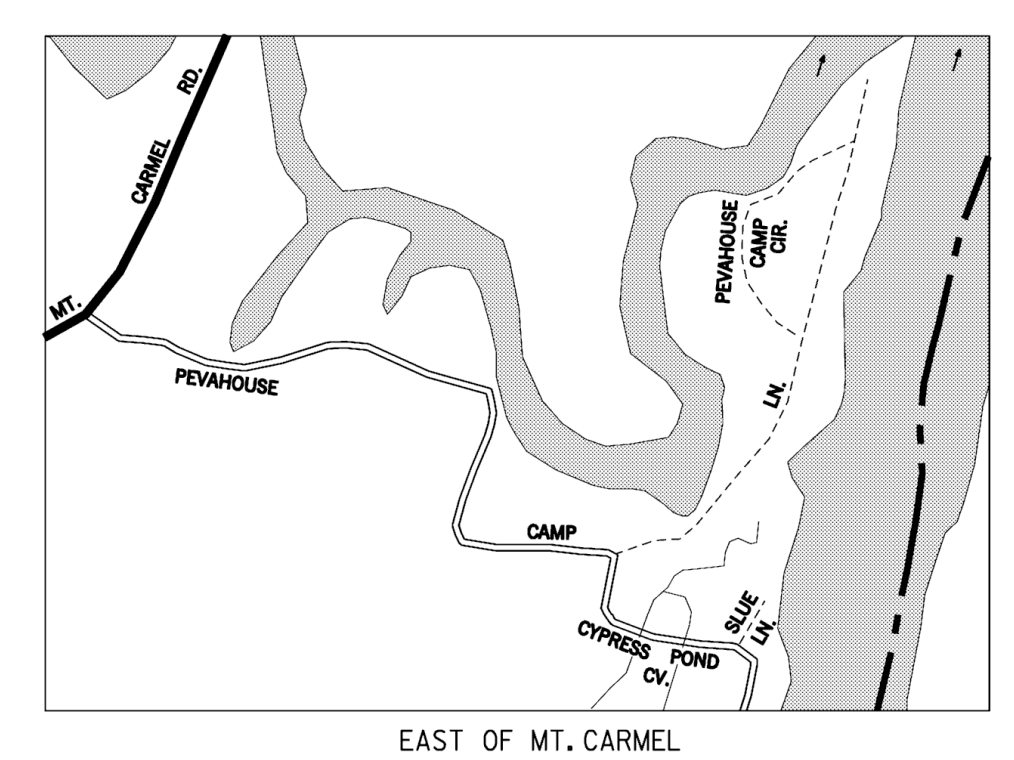 RD.
CARMEL
MT.
PEVAHOUSE
CAMP
CIR.
PEVAHOUSE
LN.
CAMP
SLUE
LN.
CYPRESS
POND
CV.
EAST OF MT. CARMEL